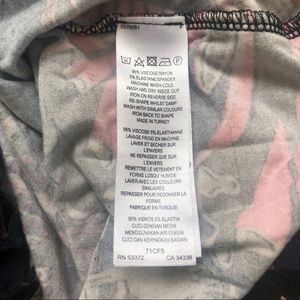 95% VISCOSE/RAYON
5% ELASTANE/SPANDEX
MACHINE WASH COLD
WASH AND DRY INSIDE OUT
IRON ON REVERSE SIDE
RE-SHAPE WHILST DAMP
WASH WITH SIMILAR COLOURS
IRON BACK TO SHAPE
MADE IN TURKEY
95% VISCOSE 5% ELASTHANNE
LAVAGE FROID EN MACHINE
LAVER ET SÉCHER SUR
L'ENVERS
NE REPASSER QUE SUR
L'ENVERS
REMETTRE LE VÊTEMENT EN
FORME LORSQU' HUMIDE
LAVER AVEC COULEURS
SIMILAIRES
REPASSER POUR REDONNER
LA FORME
FABRIQUE EN TURQUIE
95% VISKOS 5% ELASTIN
CUCI DENGAN MESIN
MENGGUNAKAN AIR DINGIN
CUCI DAN KERINGKAN BAGIAN
71CF5
RN 53372 CA 34336